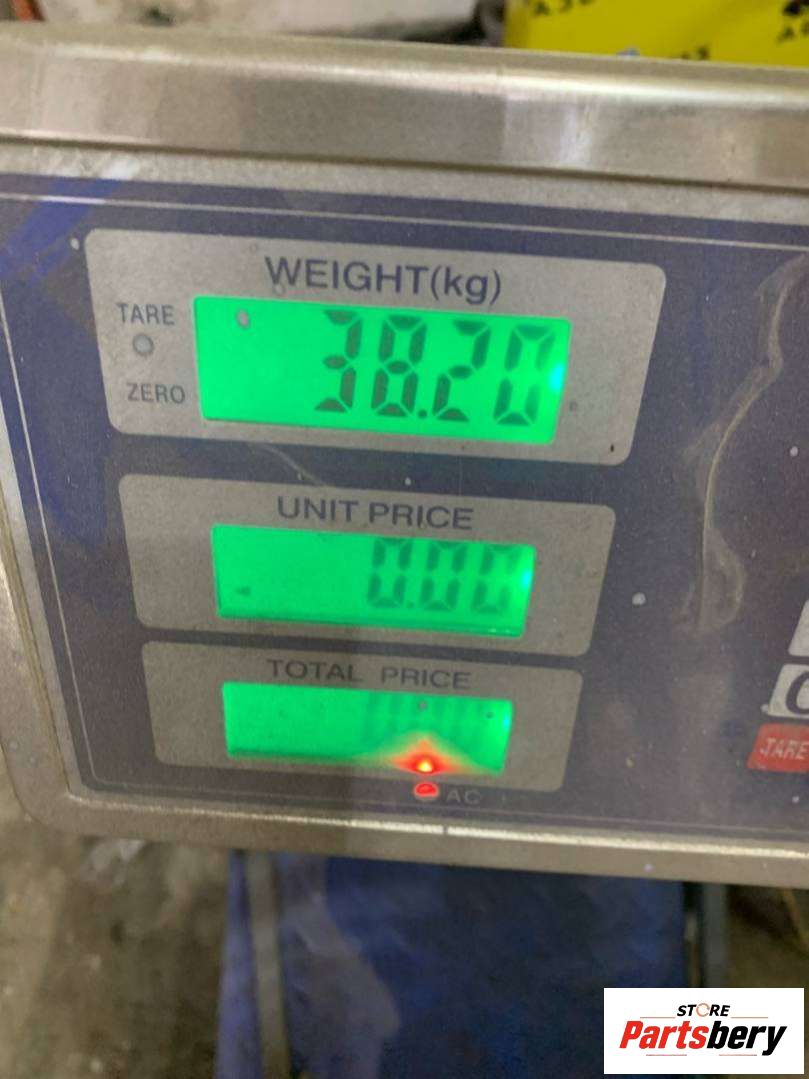 WEIGHT(kg)
TARE
38.20
ZERO
UNIT PRICE
0.00
TOTAL PRICE
AC
TARE
STORE
Partsbery